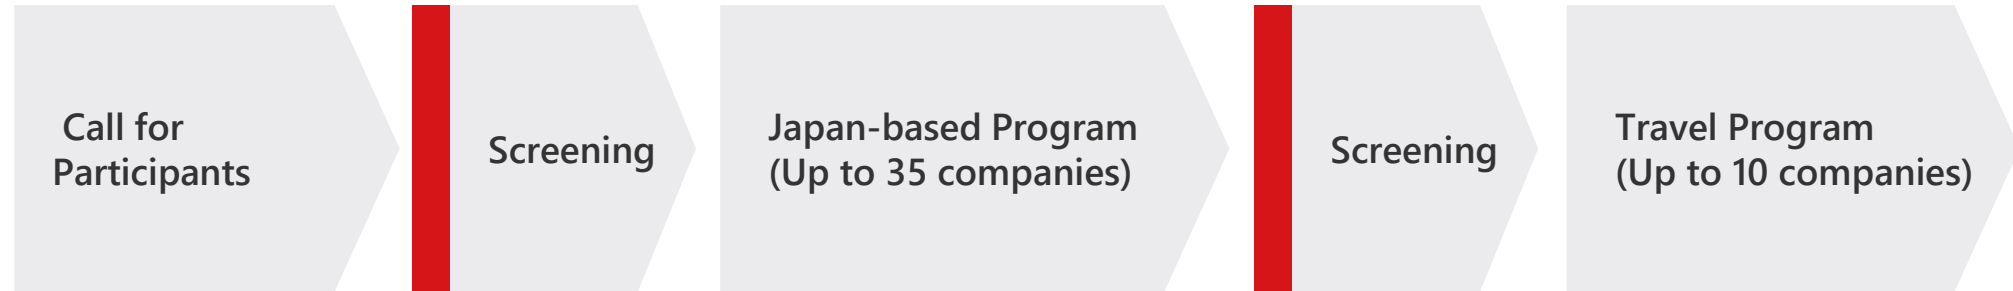 Call for
Participants
Screening
Japan-based Program
(Up to 35 companies)
Screening
Travel Program
(Up to 10 companies)